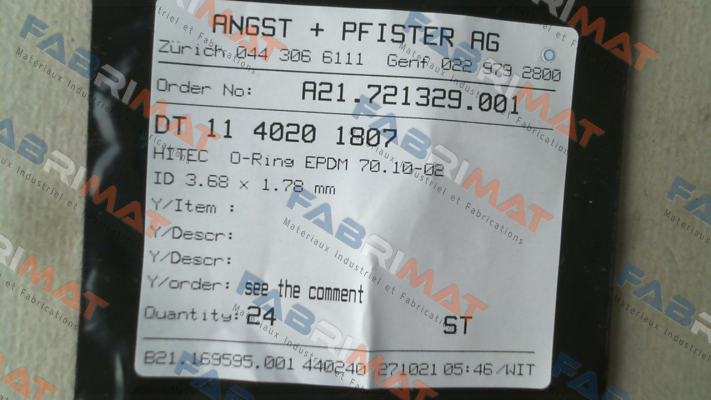 ANGST + PFISTER AG
Zürich 044 306 6111 Genf 022 979 2800
Order No: A21.721329.001
DT 11 4020 1807
HITEC O-Ring EPDM 70.10-02
ID 3.68 x 1.78 mm
Y/Item :
Y/Descr:
Y/Descr:
Y/order: see the comment
Quantity: 24 ST
B21.169595.001 440240 271021 05:46 /WIT
FABRIMAT
Materiaux Industriel et Fabrications